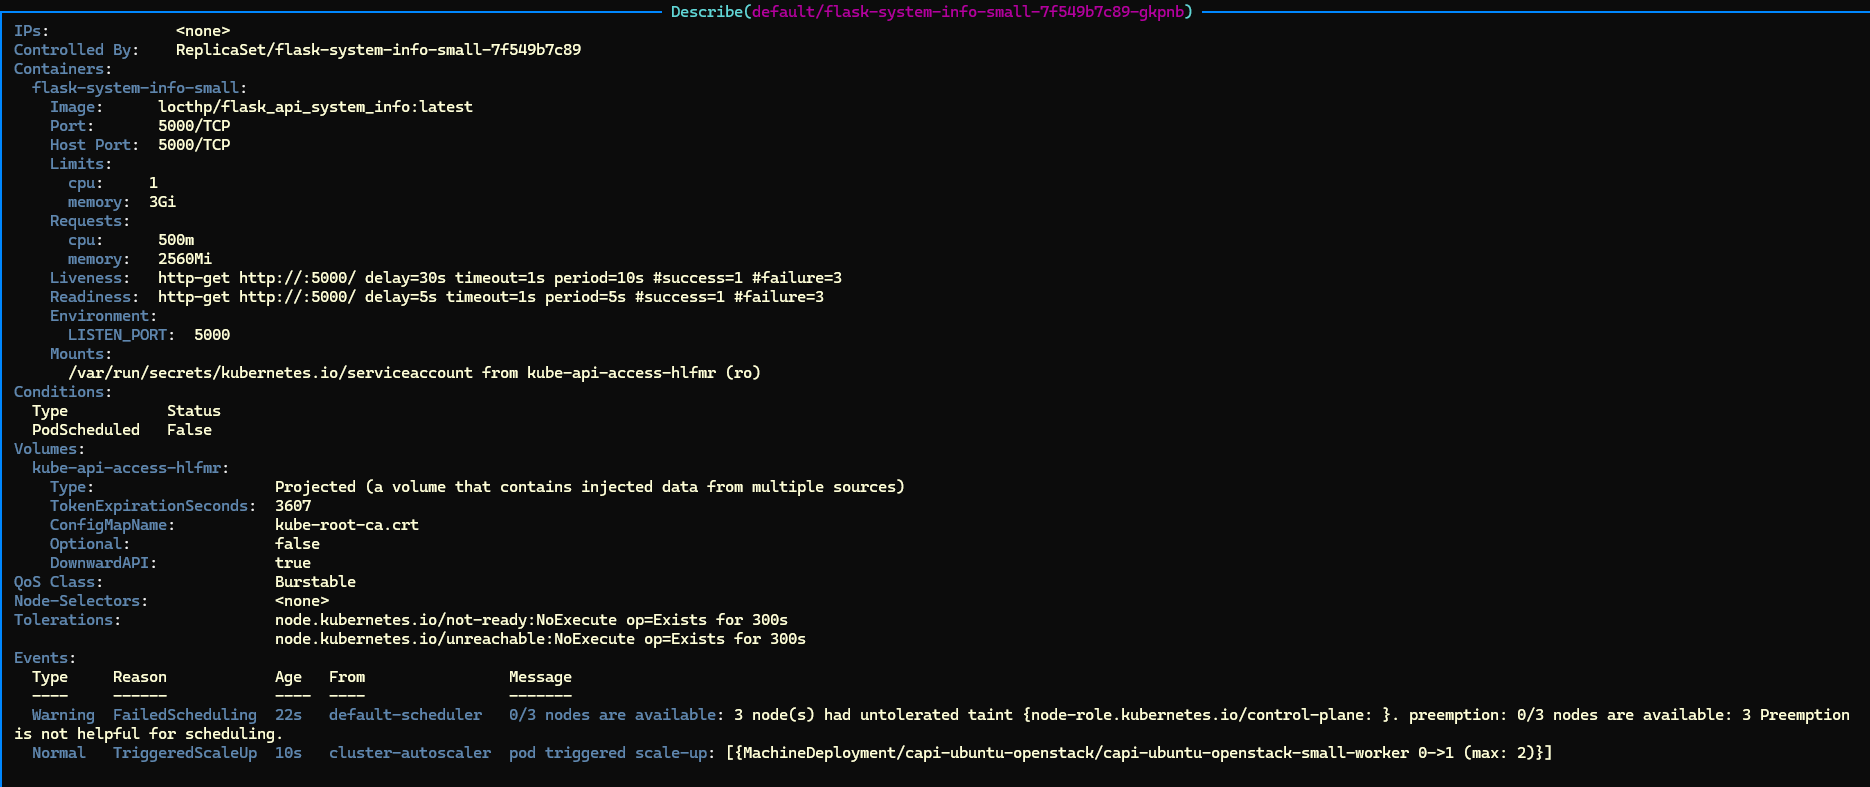 Describe(default/flask-system-info-small-7f549b7c89-gkpnb)
IPs:              <none>
Controlled By:    ReplicaSet/flask-system-info-small-7f549b7c89
Containers:
  flask-system-info-small:
    Image:      locthp/flask_api_system_info:latest
    Port:       5000/TCP
    Host Port:  5000/TCP
    Limits:
      cpu:     1
      memory:  3Gi
    Requests:
      cpu:      500m
      memory:   2560Mi
    Liveness:   http-get http://:5000/ delay=30s timeout=1s period=10s #success=1 #failure=3
    Readiness:  http-get http://:5000/ delay=5s timeout=1s period=5s #success=1 #failure=3
    Environment:
      LISTEN_PORT:  5000
    Mounts:
      /var/run/secrets/kubernetes.io/serviceaccount from kube-api-access-hlfmr (ro)
Conditions:
  Type           Status
  PodScheduled   False
Volumes:
  kube-api-access-hlfmr:
    Type:                    Projected (a volume that contains injected data from multiple sources)
    TokenExpirationSeconds:  3607
    ConfigMapName:           kube-root-ca.crt
    Optional:                false
    DownwardAPI:             true
QoS Class:                   Burstable
Node-Selectors:              <none>
Tolerations:                 node.kubernetes.io/not-ready:NoExecute op=Exists for 300s
                             node.kubernetes.io/unreachable:NoExecute op=Exists for 300s
Events:
  Type     Reason            Age   From                Message
  ----     ------            ----  ----                -------
  Warning  FailedScheduling  22s   default-scheduler   0/3 nodes are available: 3 node(s) had untolerated taint {node-role.kubernetes.io/control-plane: }. preemption: 0/3 nodes are available: 3 Preemption
is not helpful for scheduling.
  Normal   TriggeredScaleUp  10s   cluster-autoscaler  pod triggered scale-up: [{MachineDeployment/capi-ubuntu-openstack/capi-ubuntu-openstack-small-worker 0->1 (max: 2)}]